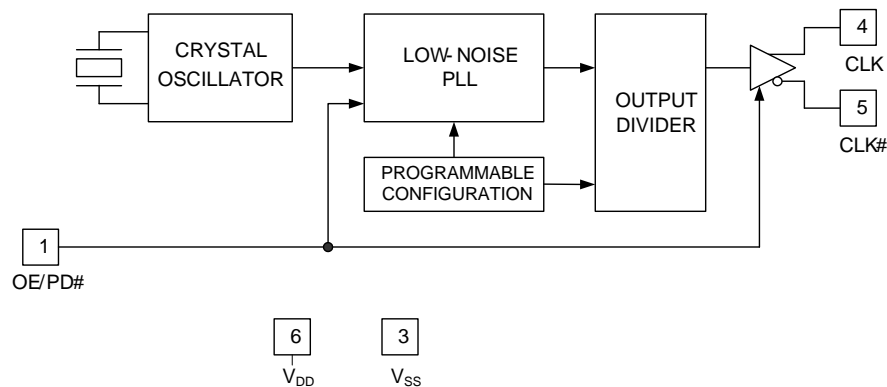 CRYSTAL
OSCILLATOR
LOW-NOISE
PLL
OUTPUT
DIVIDER
4
CLK
5
CLK#
PROGRAMMABLE
CONFIGURATION
1
OE/PD#
6
VDD
3
VSS